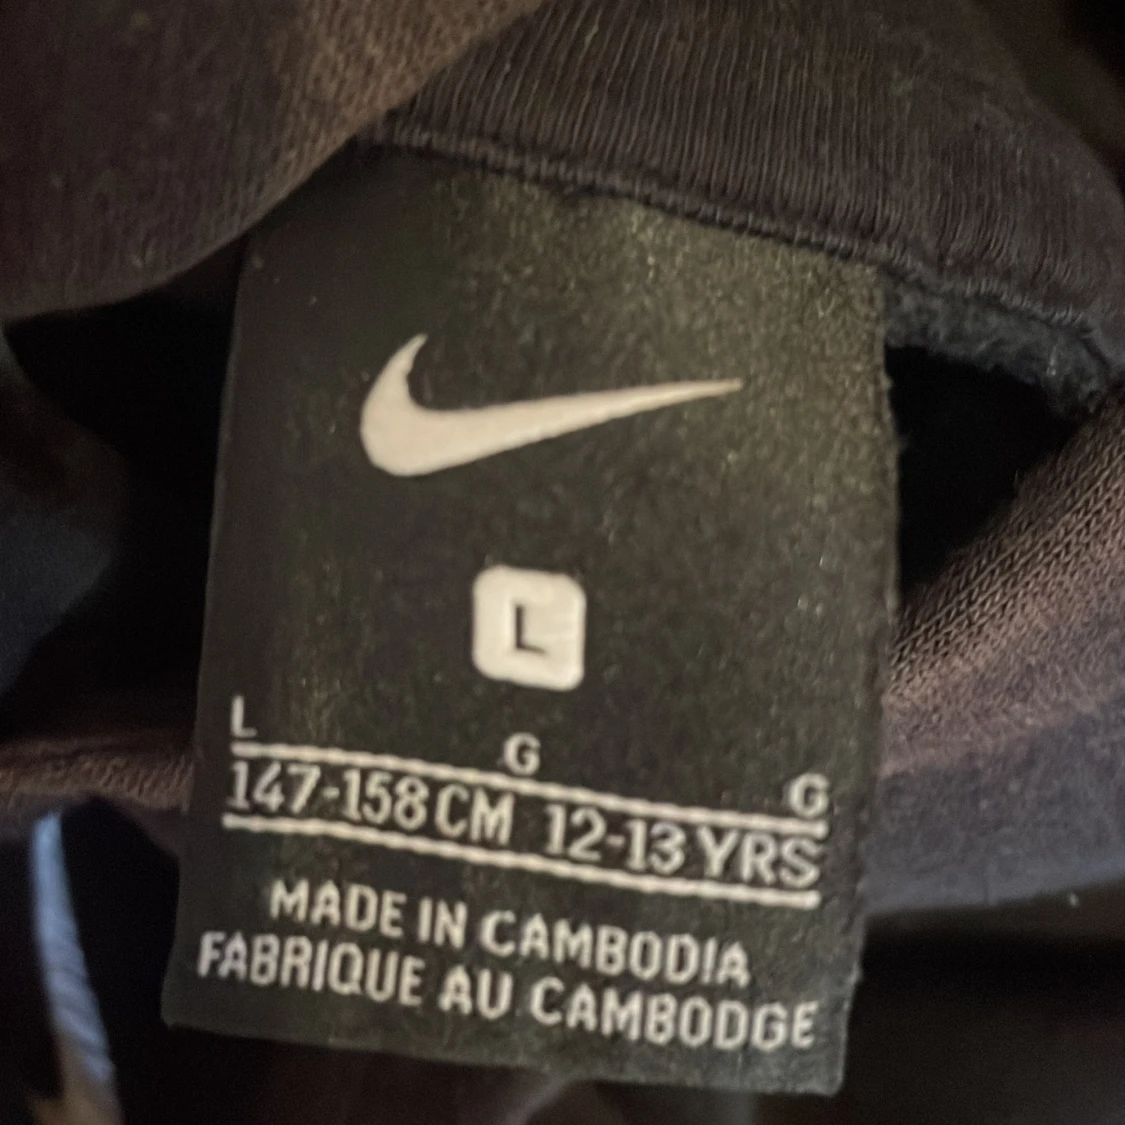 L
L
G
G
147-158 CM 12-13 YRS
MADE IN CAMBODIA
FABRIQUE AU CAMBODGE